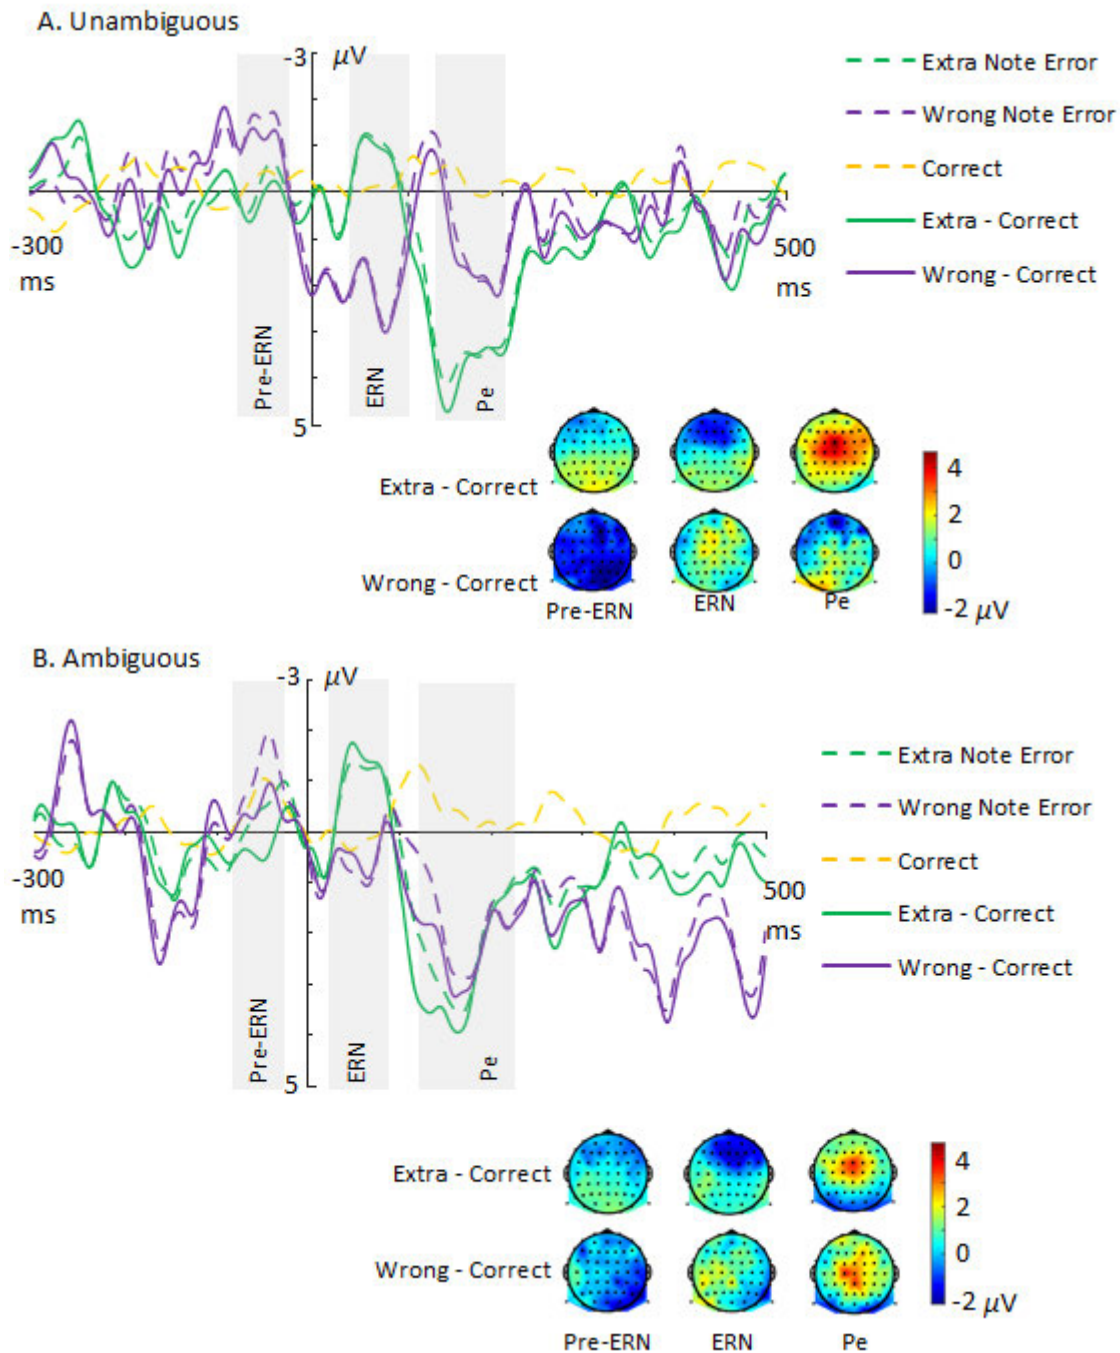 A. Unambiguous
-3 μV
Extra Note Error
Wrong Note Error
Correct
Extra - Correct
Wrong - Correct
-300
ms
500
ms
Pre-ERN
ERN
Pe
5
Extra - Correct
Wrong - Correct
Pre-ERN
ERN
Pe
4
2
0
-2 μV
B. Ambiguous
-3 μV
Extra Note Error
Wrong Note Error
Correct
Extra - Correct
Wrong - Correct
-300
ms
500
ms
Pre-ERN
ERN
Pe
5
Extra - Correct
Wrong - Correct
Pre-ERN
ERN
Pe
4
2
0
-2 μV